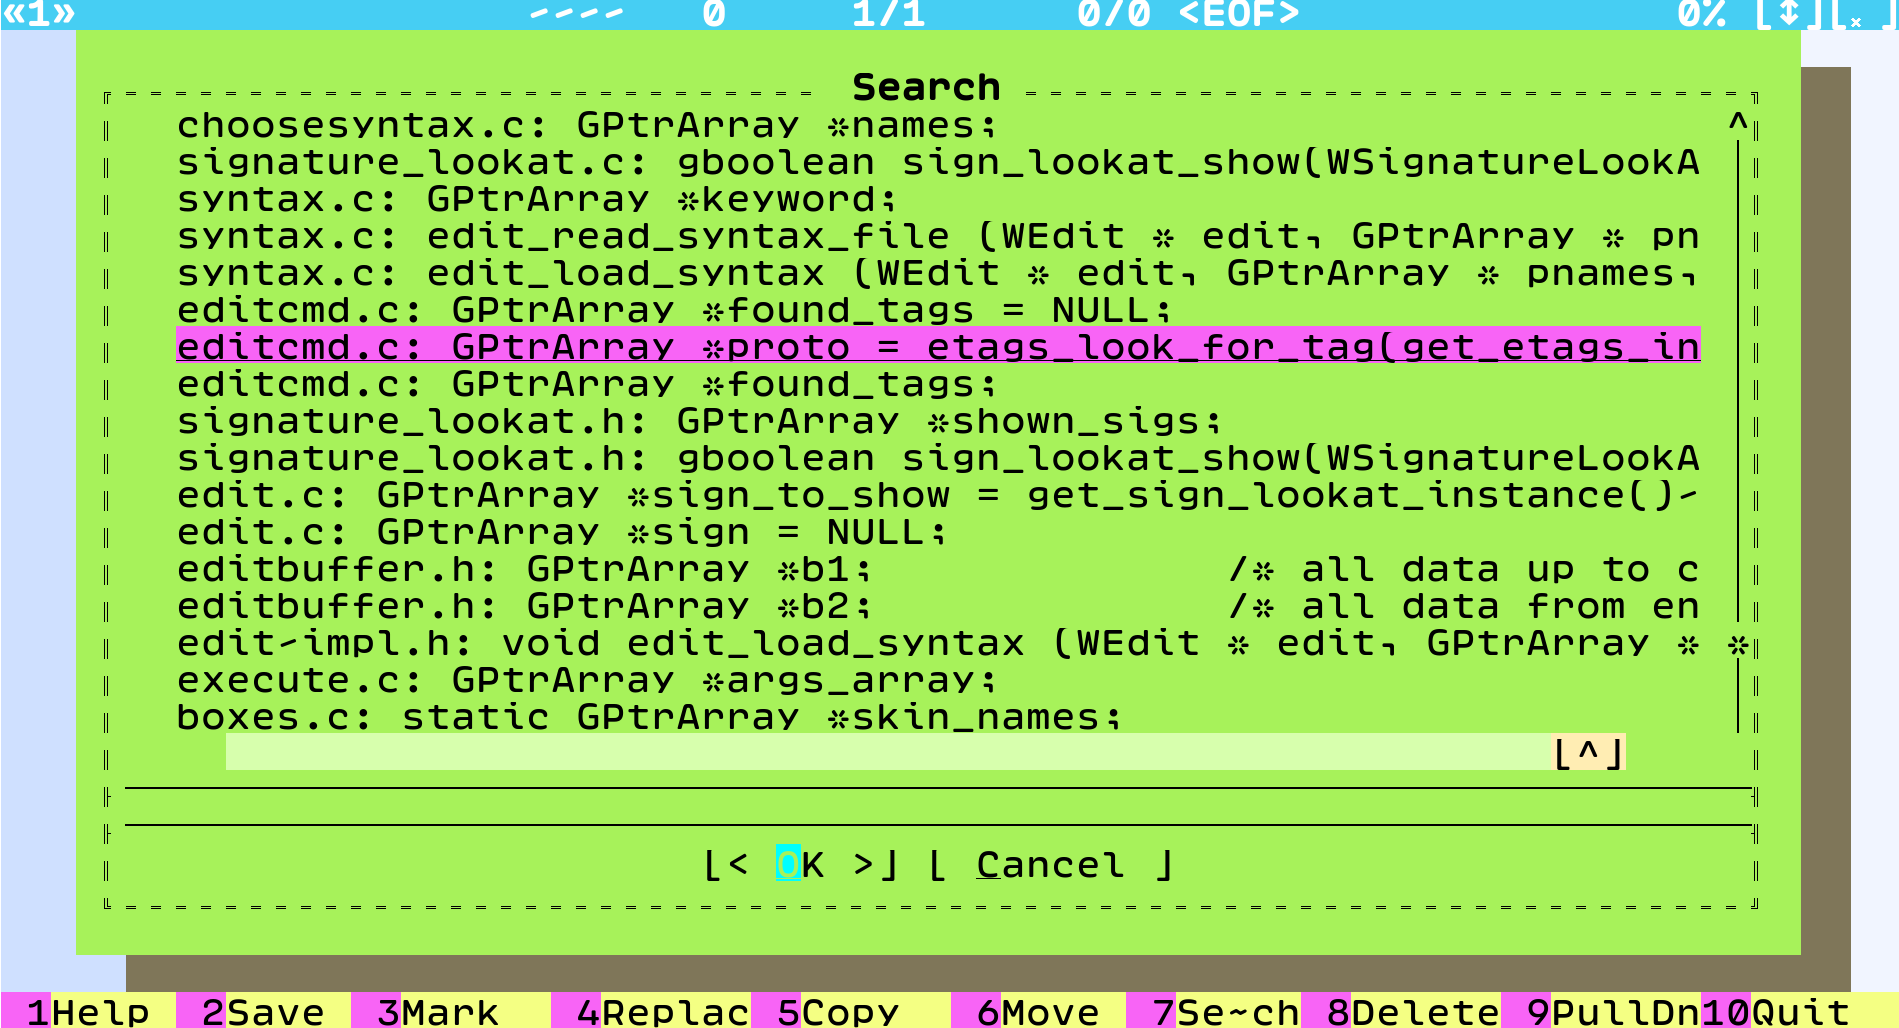 «1» ---- 0 1/1 0/0 <EOF> 0% [↕][× ]
Search
choosesyntax.c: GPtrArray *names; ^
signature_lookat.c: gboolean sign_lookat_show(WSignatureLookA
syntax.c: GPtrArray *keyword;
syntax.c: edit_read_syntax_file (WEdit * edit, GPtrArray * pn
syntax.c: edit_load_syntax (WEdit * edit, GPtrArray * pnames,
editcmd.c: GPtrArray *found_tags = NULL;
editcmd.c: GPtrArray *proto = etags_look_for_tag(get_etags_in
editcmd.c: GPtrArray *found_tags;
signature_lookat.h: GPtrArray *shown_sigs;
signature_lookat.h: gboolean sign_lookat_show(WSignatureLookA
edit.c: GPtrArray *sign_to_show = get_sign_lookat_instance()-
edit.c: GPtrArray *sign = NULL;
editbuffer.h: GPtrArray *b1; /* all data up to c
editbuffer.h: GPtrArray *b2; /* all data from en
edit-impl.h: void edit_load_syntax (WEdit * edit, GPtrArray * *
execute.c: GPtrArray *args_array;
boxes.c: static GPtrArray *skin_names;
[^]
[< OK >] [ Cancel ]
1Help 2Save 3Mark 4Replac 5Copy 6Move 7Se~ch 8Delete 9PullDn 10Quit